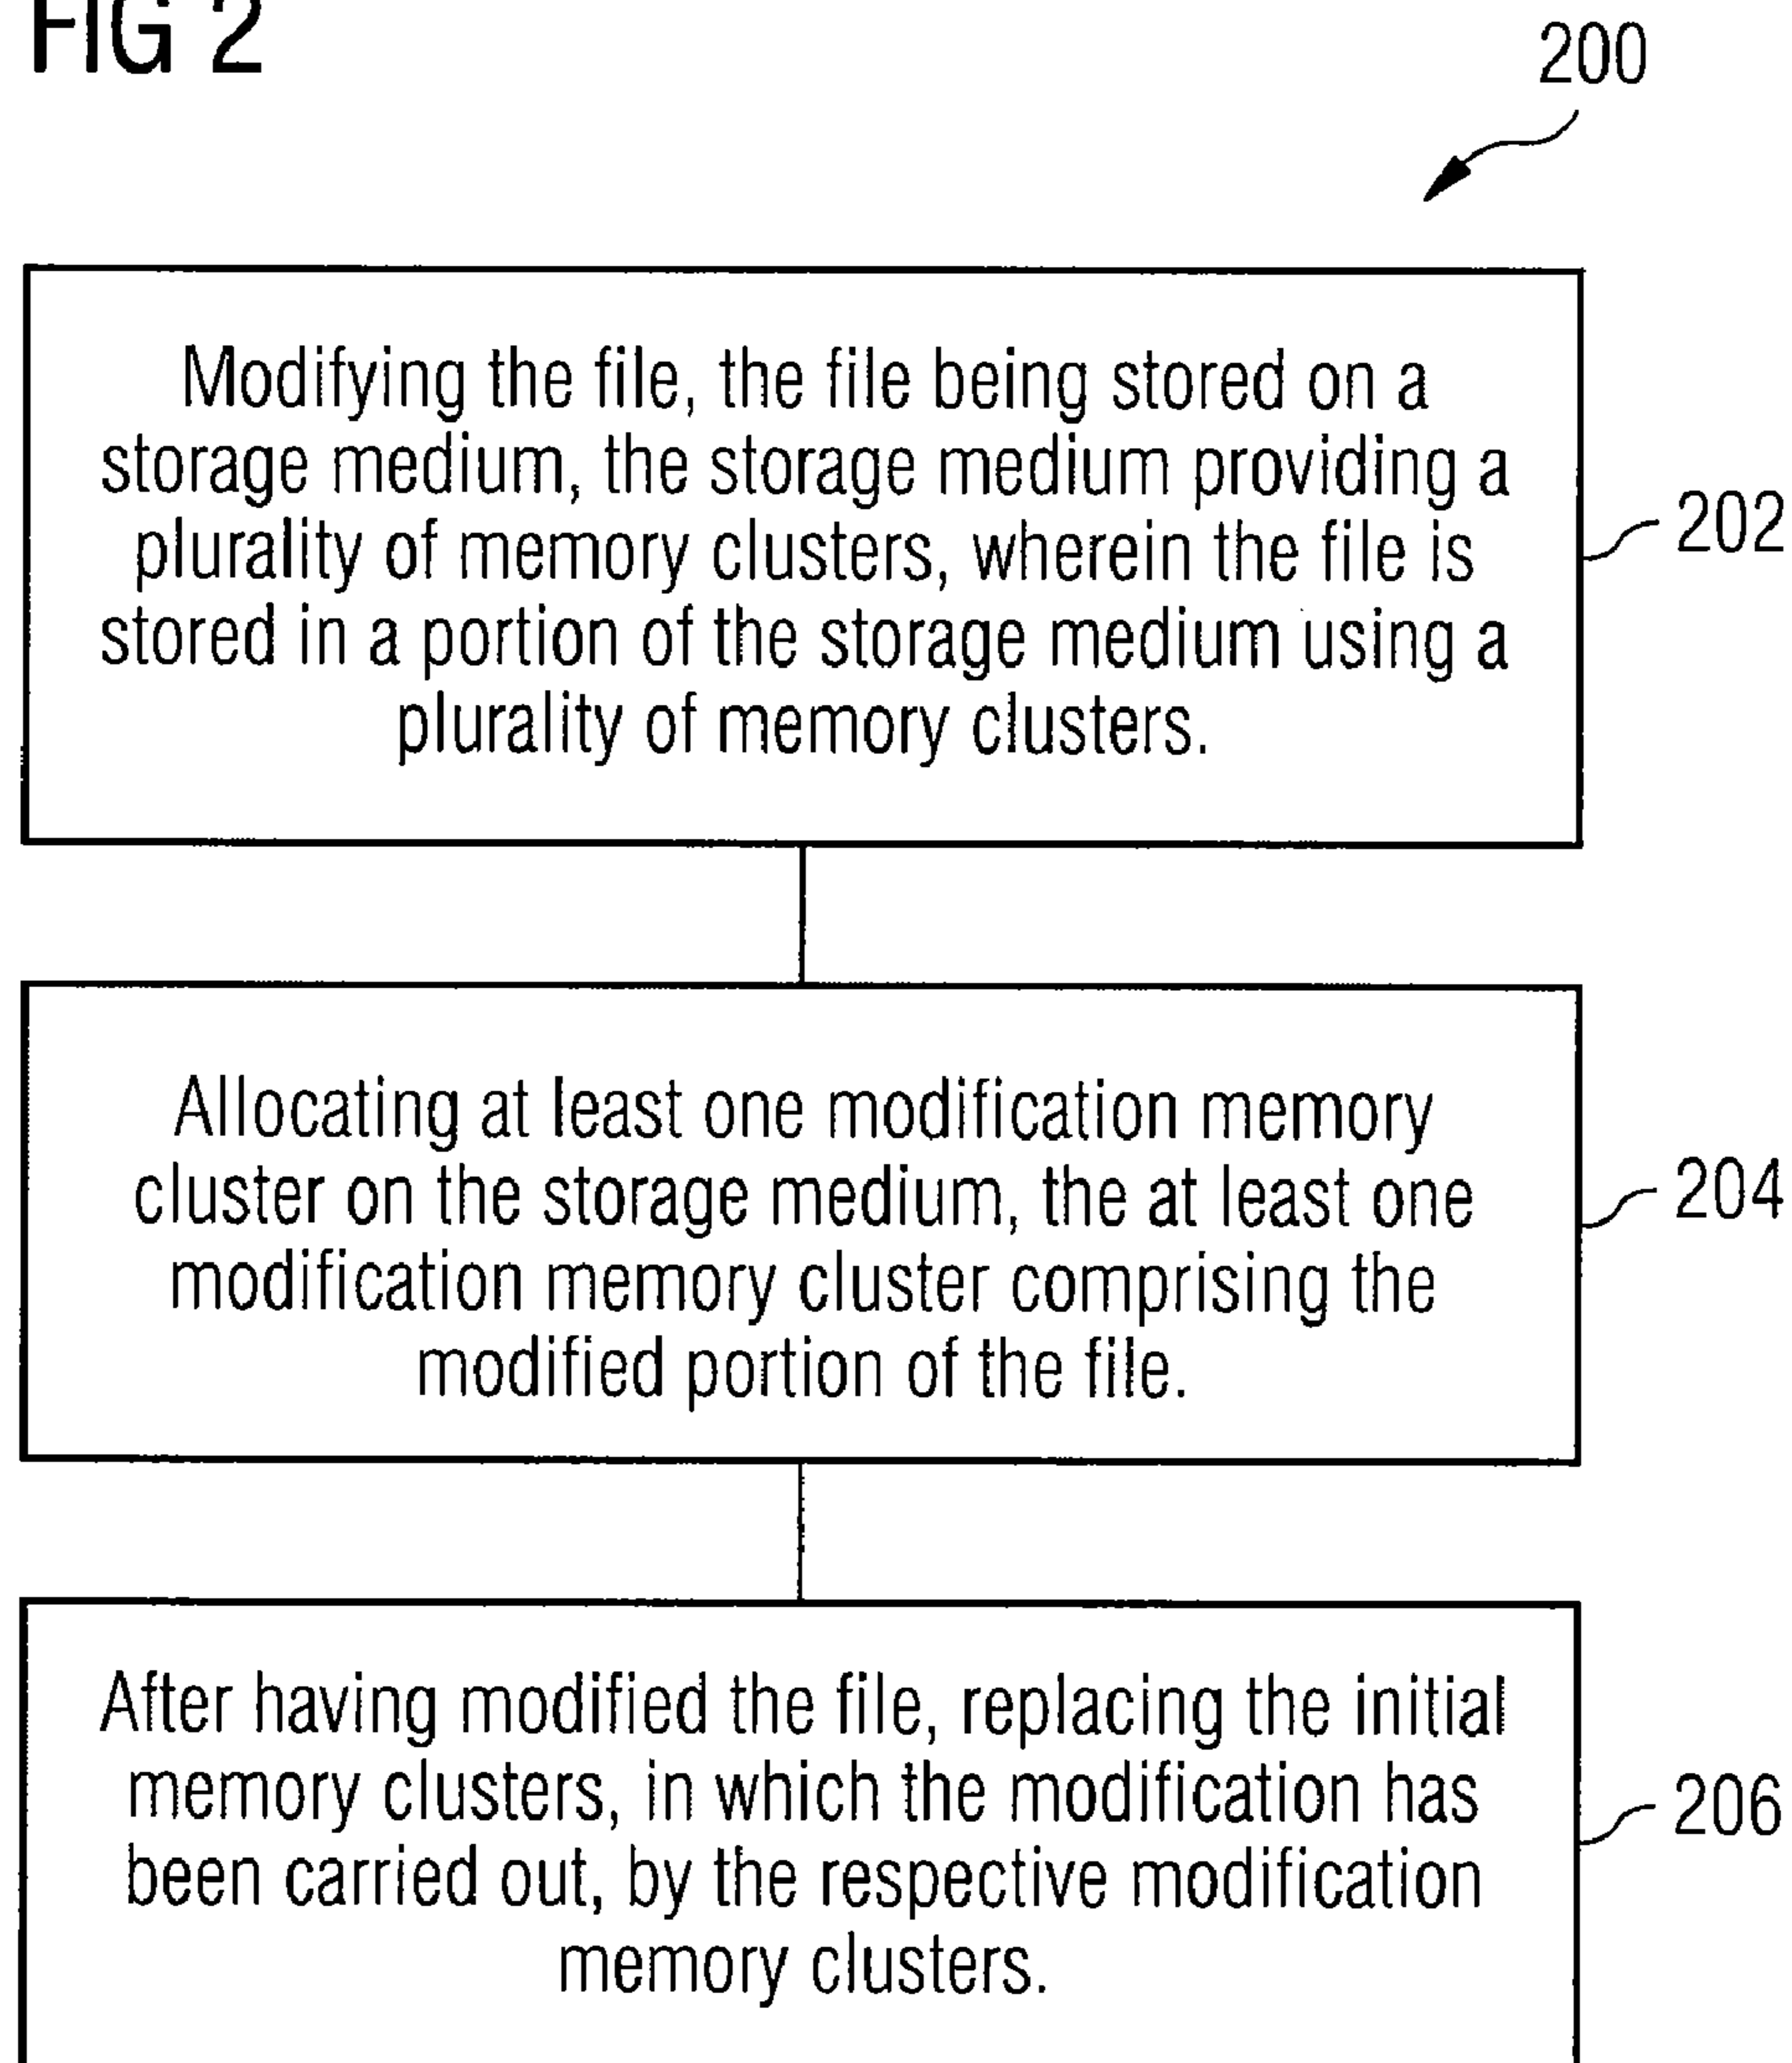 FIG 2
200
Modifying the file, the file being stored on a
storage medium, the storage medium providing a
plurality of memory clusters, wherein the file is
stored in a portion of the storage medium using a
plurality of memory clusters.
202
Allocating at least one modification memory
cluster on the storage medium, the at least one
modification memory cluster comprising the
modified portion of the file.
204
After having modified the file, replacing the initial
memory clusters, in which the modification has
been carried out, by the respective modification
memory clusters.
206